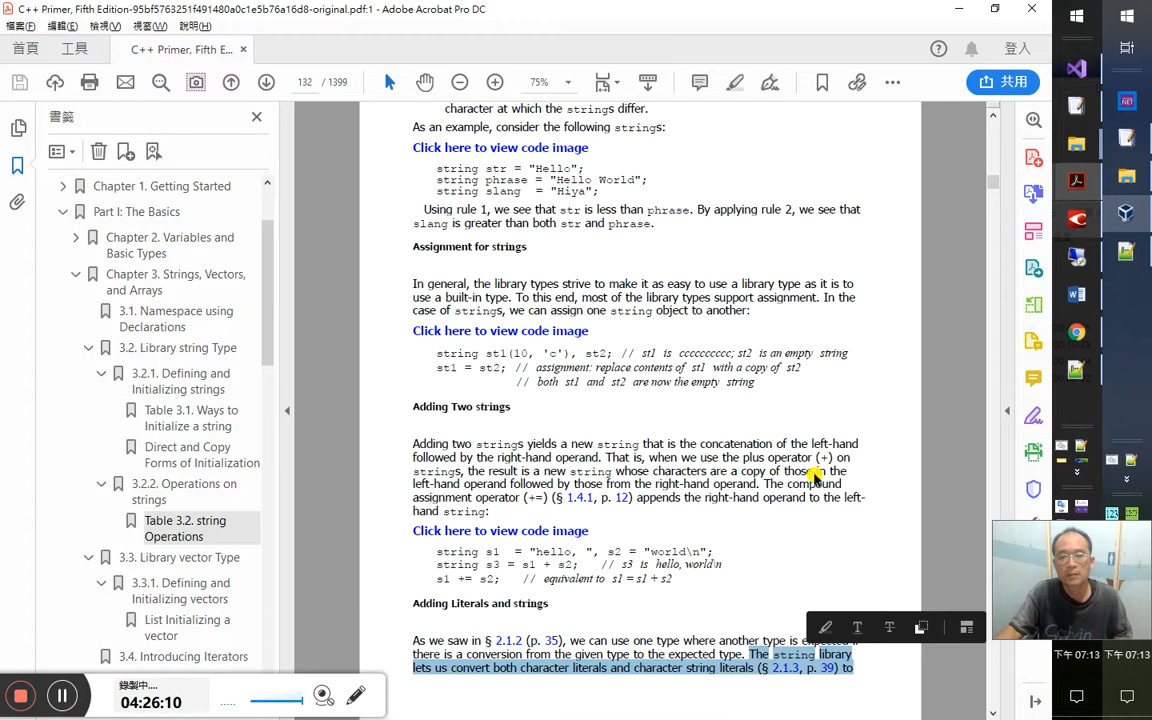 C++ Primer, Fifth Edition-95bf5763251f491480a0c1e5b76a16d8-original.pdf:1 - Adobe Acrobat Pro DC
檔案(F) 編輯(E) 檢視(V) 視窗(W) 說明(H)
首頁 工具 C++ Primer, Fifth E... ×
登入
132 / 1399
75%
共用
書籤
Chapter 1. Getting Started
Part I: The Basics
Chapter 2. Variables and
Basic Types
Chapter 3. Strings, Vectors,
and Arrays
3.1. Namespace using
Declarations
3.2. Library string Type
3.2.1. Defining and
Initializing strings
Table 3.1. Ways to
Initialize a string
Direct and Copy
Forms of Initialization
3.2.2. Operations on
strings
Table 3.2. string
Operations
3.3. Library vector Type
3.3.1. Defining and
Initializing vectors
List Initializing a
vector
3.4. Introducing Iterators
character at which the strings differ.
As an example, consider the following strings:
Click here to view code image
string str = "Hello";
string phrase = "Hello World";
string slang  = "Hiya";
Using rule 1, we see that str is less than phrase. By applying rule 2, we see that
slang is greater than both str and phrase.
Assignment for strings
In general, the library types strive to make it as easy to use a library type as it is to
use a built-in type. To this end, most of the library types support assignment. In the
case of strings, we can assign one string object to another:
Click here to view code image
string st1(10, 'c'), st2; // st1 is cccccccccc; st2 is an empty string
st1 = st2; // assignment: replace contents of st1 with a copy of st2
// both st1 and st2 are now the empty string
Adding Two strings
Adding two strings yields a new string that is the concatenation of the left-hand
followed by the right-hand operand. That is, when we use the plus operator (+) on
strings, the result is a new string whose characters are a copy of those in the
left-hand operand followed by those from the right-hand operand. The compound
assignment operator (+=) (§ 1.4.1, p. 12) appends the right-hand operand to the left-
hand string:
Click here to view code image
string s1  = "hello, ", s2 = "world\n";
string s3 = s1 + s2;   // s3 is hello, world\n
s1 += s2;   // equivalent to s1 = s1 + s2
Adding Literals and strings
As we saw in § 2.1.2 (p. 35), we can use one type where another type is expected if
there is a conversion from the given type to the expected type. The string library
lets us convert both character literals and character string literals (§ 2.1.3, p. 39) to
錄製中....
04:26:10
下午 07:13 下午 07:13